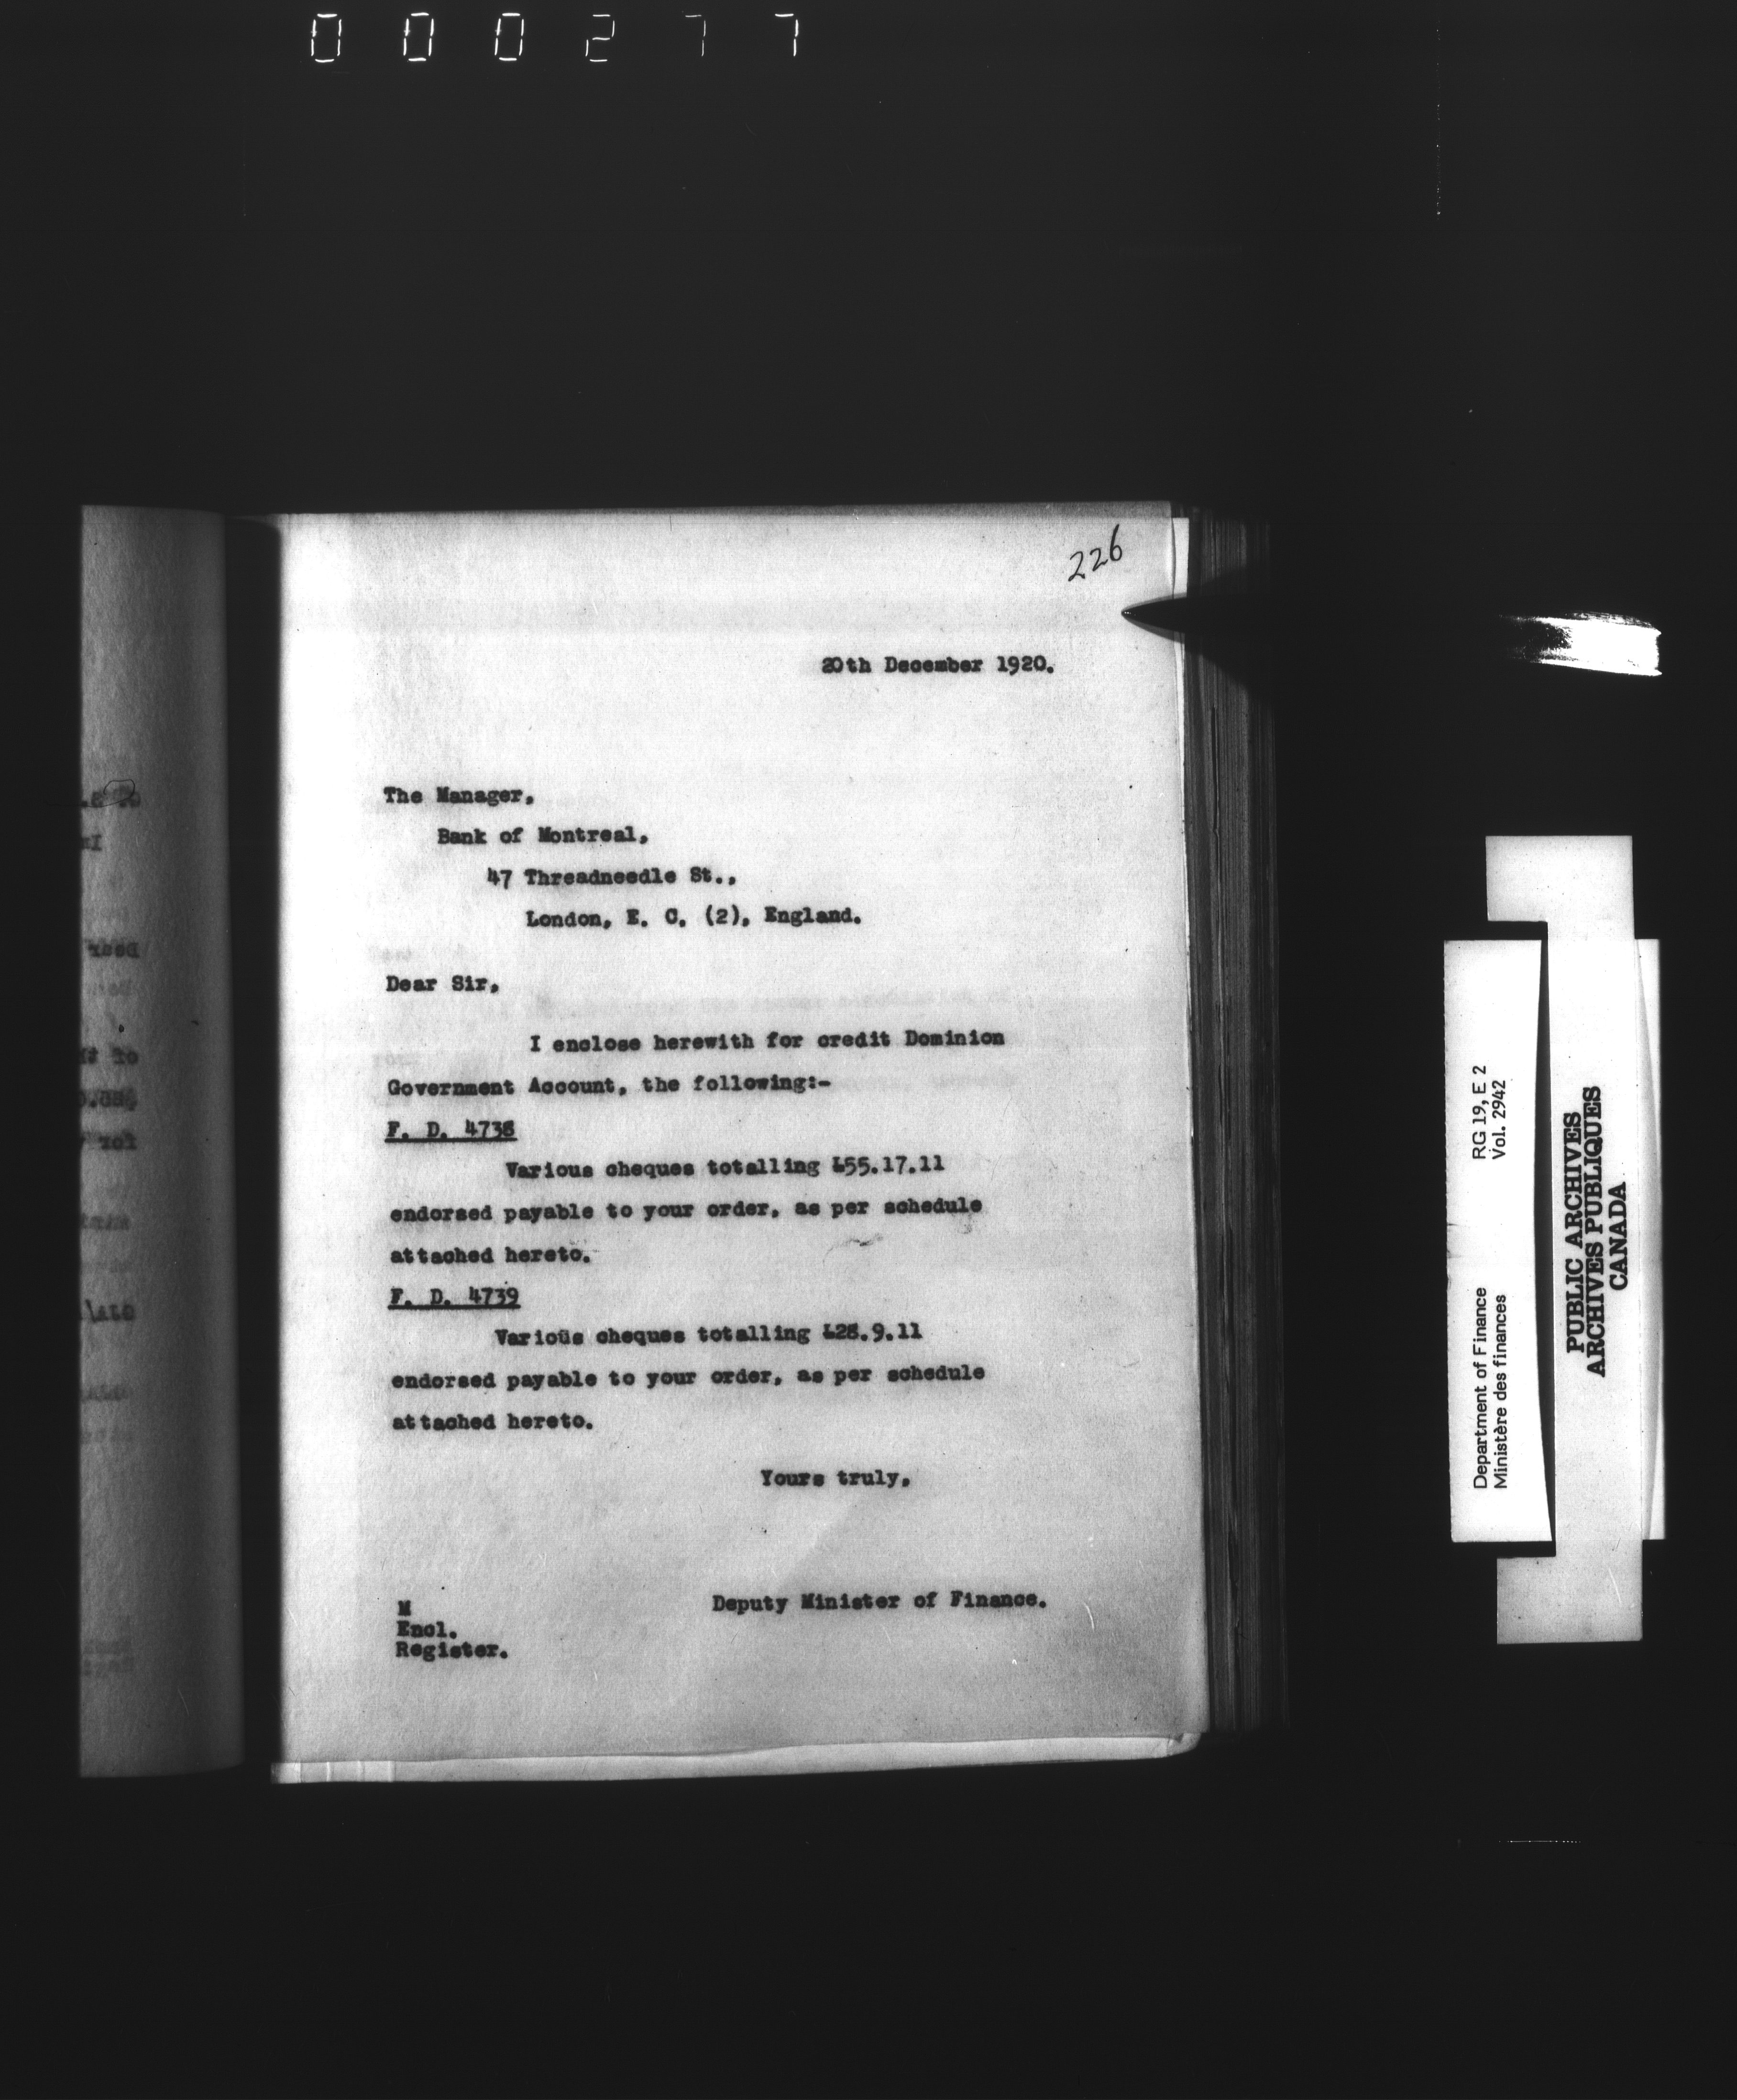 000277
226
20th December 1920.
The Manager,
Bank of Montreal,
47 Threadneedle St.,
London, E. C. (2), England.
Dear Sir,
I enclose herewith for credit Dominion
Government Account, the following:-
F. D. 4738
Various cheques totalling £55.17.11
endorsed payable to your order, as per schedule
attached hereto.
F. D. 4739
Various cheques totalling £28.9.11
endorsed payable to your order, as per schedule
attached hereto.
Yours truly,
Deputy Minister of Finance.
M
Encl.
Register.
Department of Finance RG 19, E 2
Ministère des finances Vol. 2942
PUBLIC ARCHIVES
ARCHIVES PUBLIQUES
CANADA